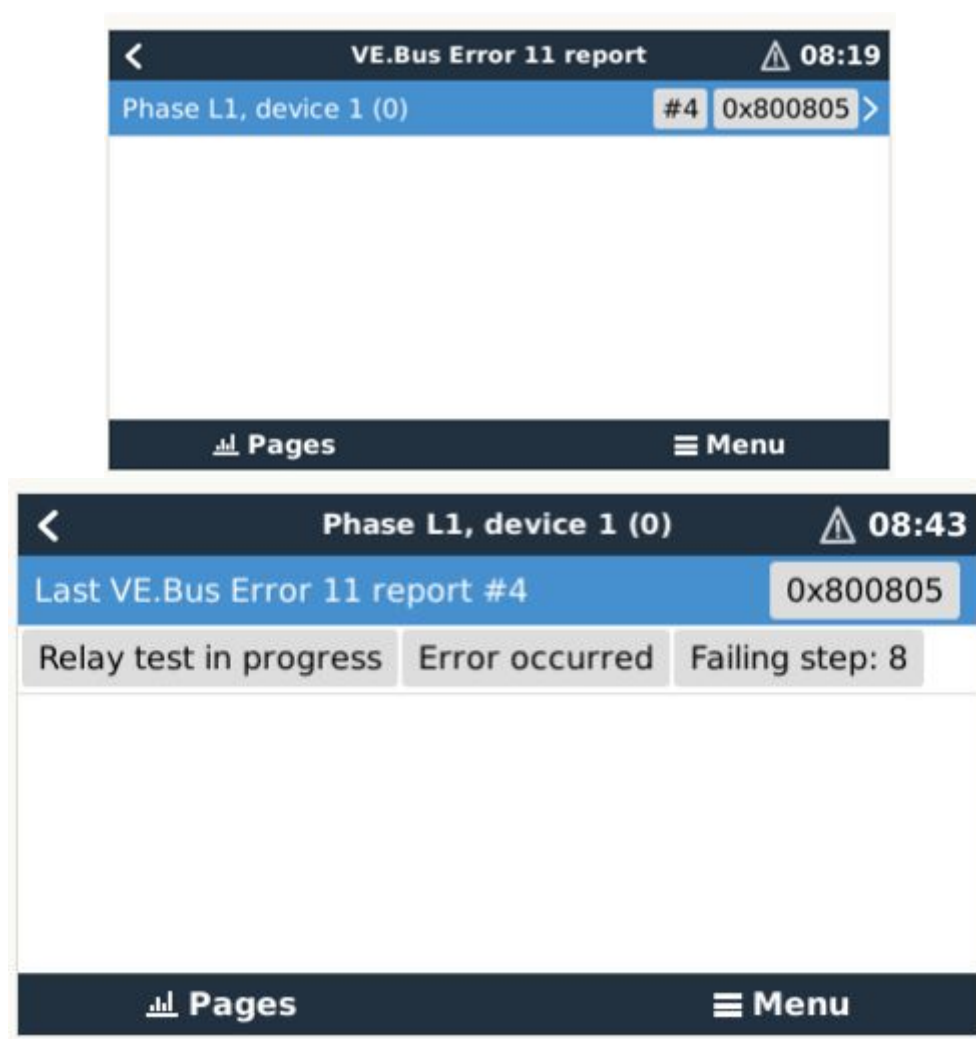 VE.Bus Error 11 report 08:19
Phase L1, device 1 (0) #4 0x800805
Pages Menu
Phase L1, device 1 (0) 08:43
Last VE.Bus Error 11 report #4 0x800805
Relay test in progress Error occurred Failing step: 8
Pages Menu